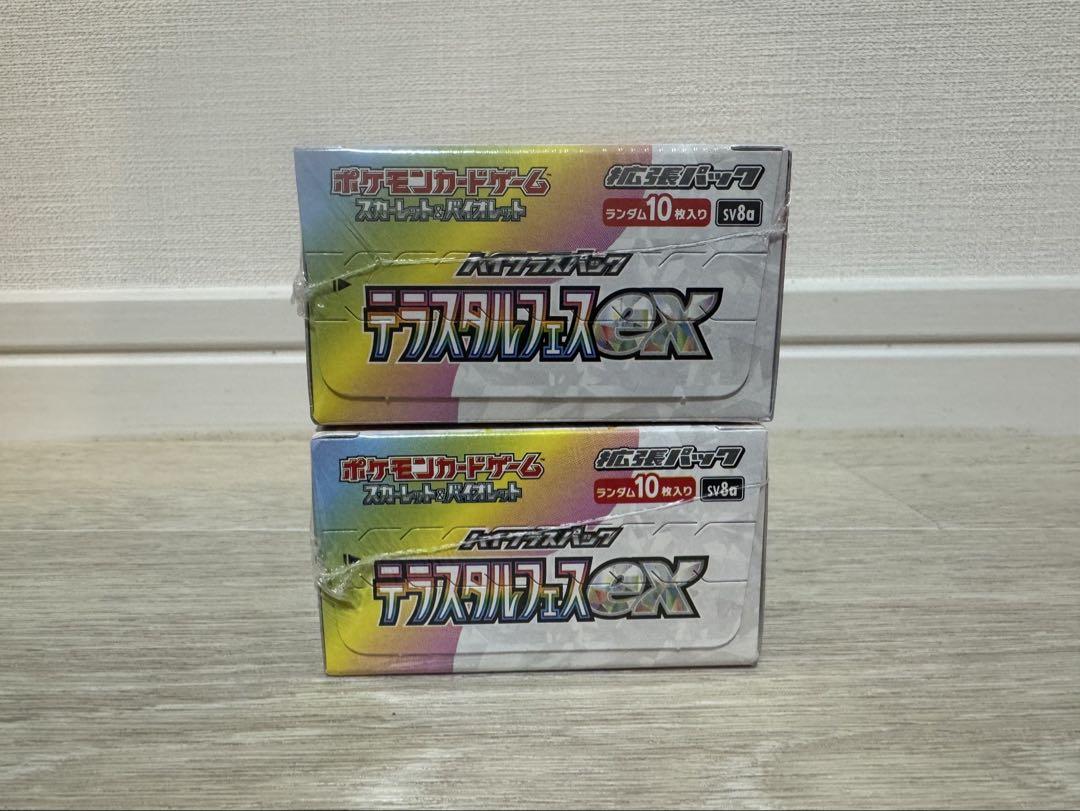 ポケモンカードゲーム
スカーレット&バイオレット
拡張パック
ランダム10枚入り SV8a
ハイクラスパック
テラスタルフェスex
ポケモンカードゲーム
スカーレット&バイオレット
拡張パック
ランダム10枚入り SV8a
ハイクラスパック
テラスタルフェスex